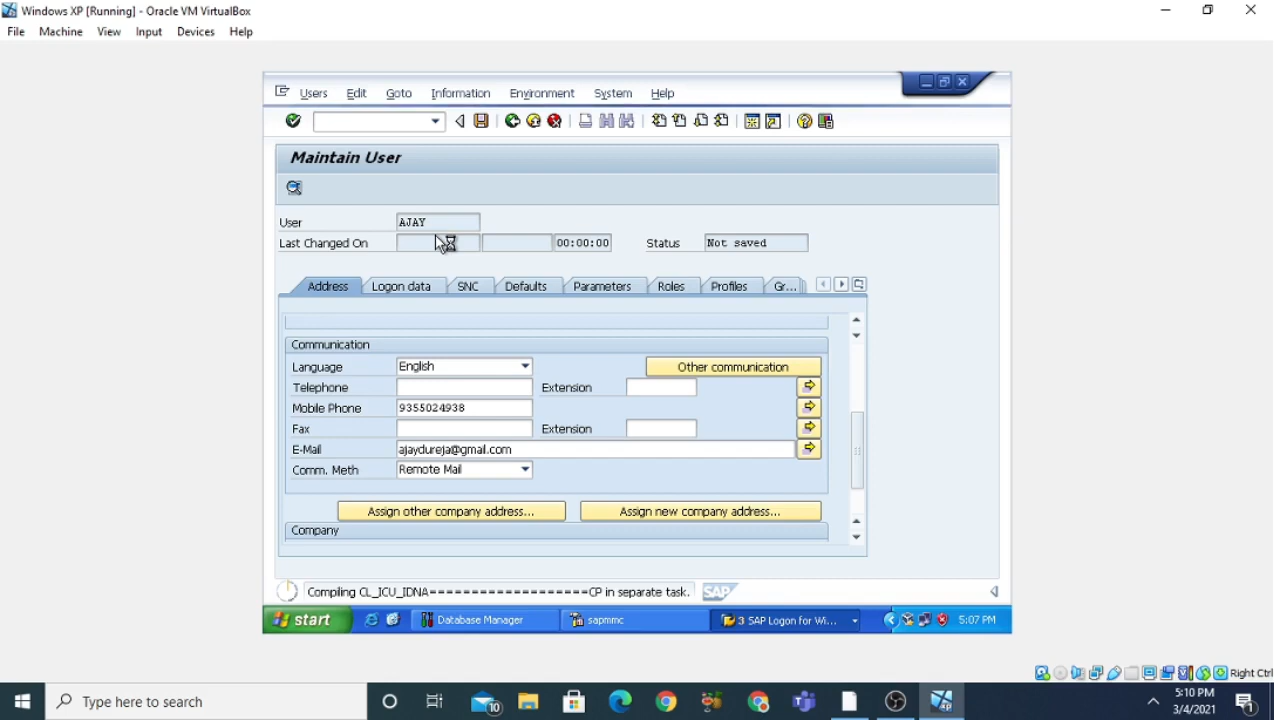 Windows XP [Running] - Oracle VM VirtualBox
File Machine View Input Devices Help
Users Edit Goto Information Environment System Help
Maintain User
User AJAY
Last Changed On 00:00:00 Status Not saved
Address Logon data SNC Defaults Parameters Roles Profiles Gr...
Communication
Language English Other communication
Telephone Extension
Mobile Phone 9355024938
Fax Extension
E-Mail ajaydureja@gmail.com
Comm. Meth Remote Mail
Assign other company address... Assign new company address...
Company
Compiling CL_ICU_IDNA====================CP in separate task. SAP
start Database Manager sapmmc 3 SAP Logon for Wi... 5:07 PM
Right Ctrl
Type here to search 10 5:10 PM
3/4/2021 1